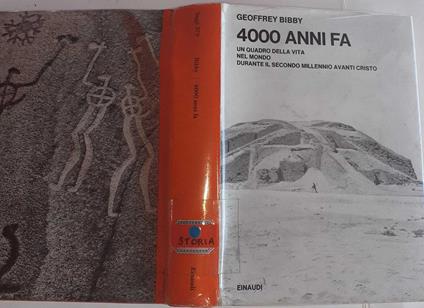 GEOFFREY BIBBY
4000 ANNI FA
UN QUADRO DELLA VITA
NEL MONDO
DURANTE IL SECONDO MILLENNIO AVANTI CRISTO
EINAUDI
Bibby
4000 anni fa
STORIA
Einaudi